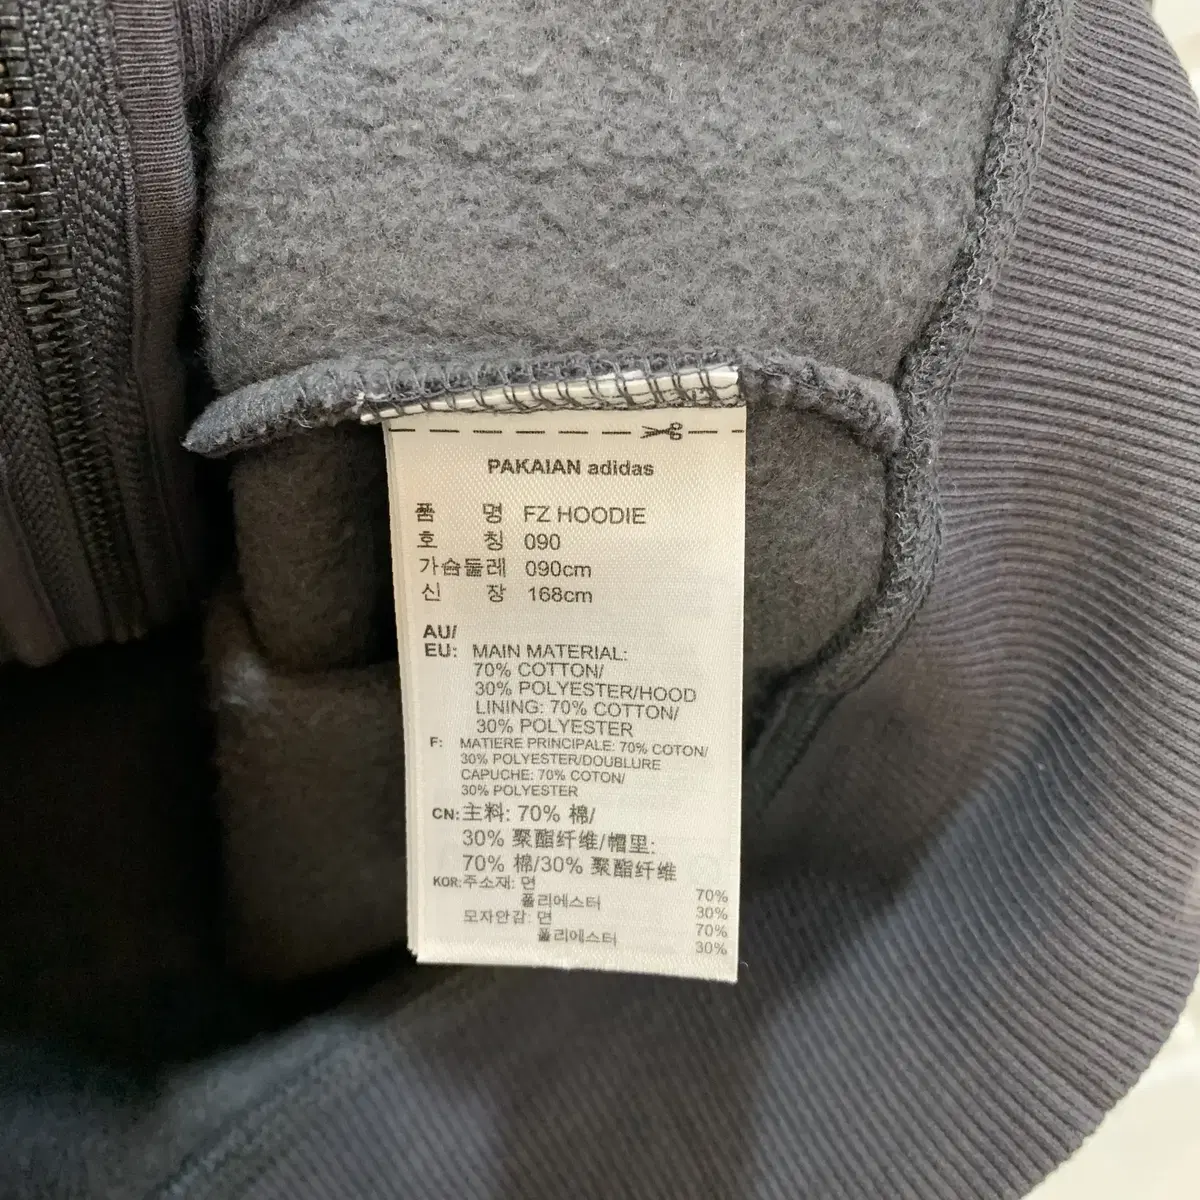 PAKAIAN adidas
품 명 FZ HOODIE
호 칭 090
가슴둘레 090cm
신 장 168cm
AU/
EU: MAIN MATERIAL:
70% COTTON/
30% POLYESTER/HOOD
LINING: 70% COTTON/
30% POLYESTER
F: MATIERE PRINCIPALE: 70% COTON/
30% POLYESTER/DOUBLURE
CAPUCHE: 70% COTON/
30% POLYESTER
CN: 主料: 70% 棉/
30% 聚酯纤维/帽里:
70% 棉/30% 聚酯纤维
KOR: 주소재: 면 70%
폴리에스터 30%
모자안감: 면 70%
폴리에스터 30%